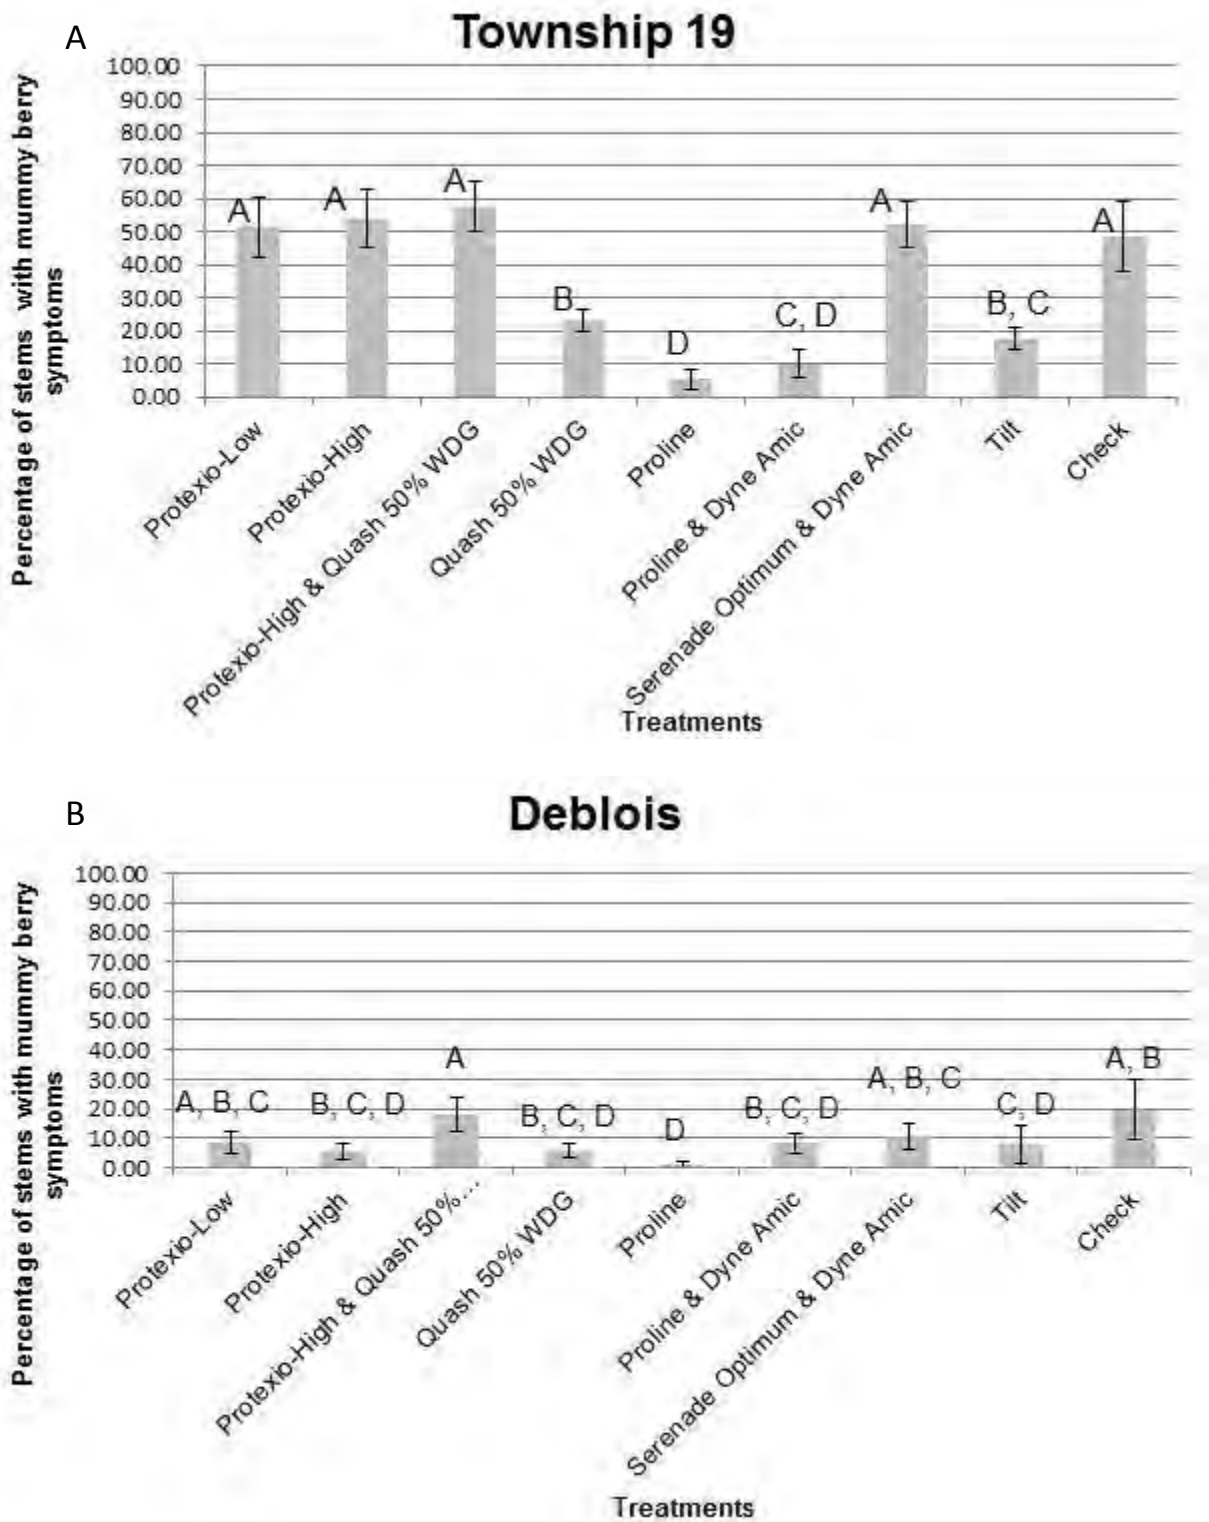 A
Township 19
Percentage of stems with mummy berry
symptoms
100.00
90.00
80.00
70.00
60.00
50.00
40.00
30.00
20.00
10.00
0.00
A
A
A
B
D
C, D
A
B, C
A
Protexio-Low
Protexio-High
Protexio-High & Quash 50% WDG
Quash 50% WDG
Proline
Proline & Dyne Amic
Serenade Optimum & Dyne Amic
Tilt
Check
Treatments
B
Deblois
Percentage of stems with mummy berry
symptoms
100.00
90.00
80.00
70.00
60.00
50.00
40.00
30.00
20.00
10.00
0.00
A, B, C
B, C, D
A
B, C, D
D
B, C, D
A, B, C
C, D
A, B
Protexio-Low
Protexio-High
Protexio-High & Quash 50%...
Quash 50% WDG
Proline
Proline & Dyne Amic
Serenade Optimum & Dyne Amic
Tilt
Check
Treatments